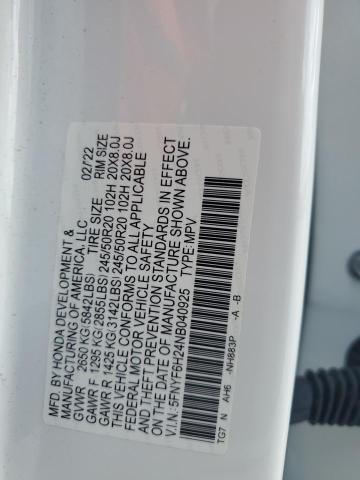 MFD. BY HONDA DEVELOPMENT &
MANUFACTURING OF AMERICA, LLC 02/22
GVWR 2650 KG(5842LBS) TIRE SIZE RIM SIZE
GAWR F 1295 KG(2855LBS) 245/50R20 102H 20X8.0J
GAWR R 1425 KG(3142LBS) 245/50R20 102H 20X8.0J
THIS VEHICLE CONFORMS TO ALL APPLICABLE
FEDERAL MOTOR VEHICLE SAFETY
AND THEFT PREVENTION STANDARDS IN EFFECT
ON THE DATE OF MANUFACTURE SHOWN ABOVE.
V.I.N.:5FNYF6H24NB040925 TYPE:MPV
TG7 N AH6 -NH883P -A -B